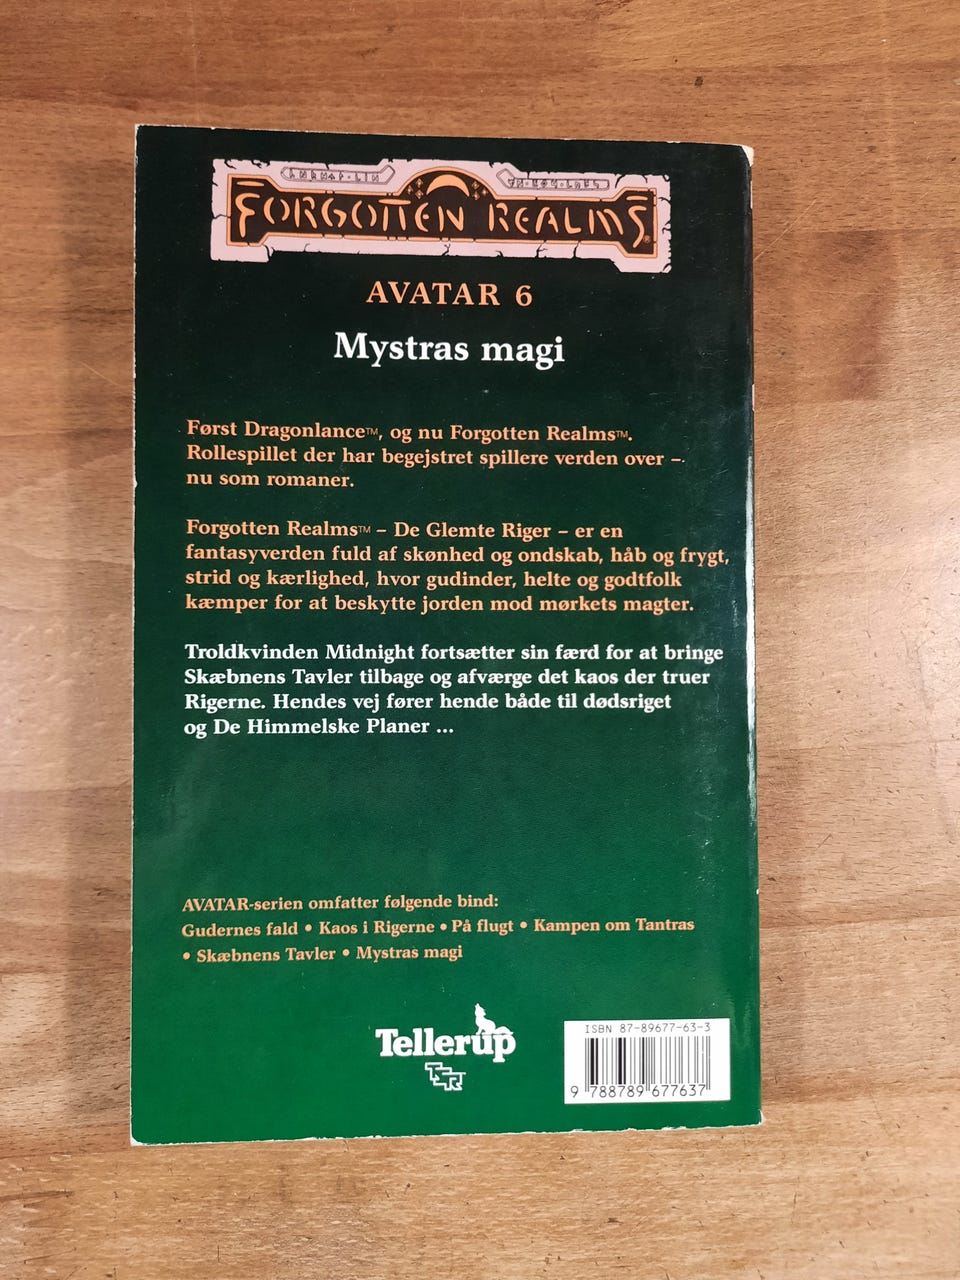 FORGOTTEN REALMS®
AVATAR 6
Mystras magi
Først Dragonlance™, og nu Forgotten Realms™.
Rollespillet der har begejstret spillere verden over –
nu som romaner.
Forgotten Realms™ – De Glemte Riger – er en
fantasyverden fuld af skønhed og ondskab, håb og frygt,
strid og kærlighed, hvor gudinder, helte og godtfolk
kæmper for at beskytte jorden mod mørkets magter.
Troldkvinden Midnight fortsætter sin færd for at bringe
Skæbnens Tavler tilbage og afværge det kaos der truer
Rigerne. Hendes vej fører hende både til dødsriget
og De Himmelske Planer ...
AVATAR-serien omfatter følgende bind:
Gudernes fald • Kaos i Rigerne • På flugt • Kampen om Tantras
• Skæbnens Tavler • Mystras magi
Tellerup
TSR
ISBN 87-89677-63-3
9 788789 677637